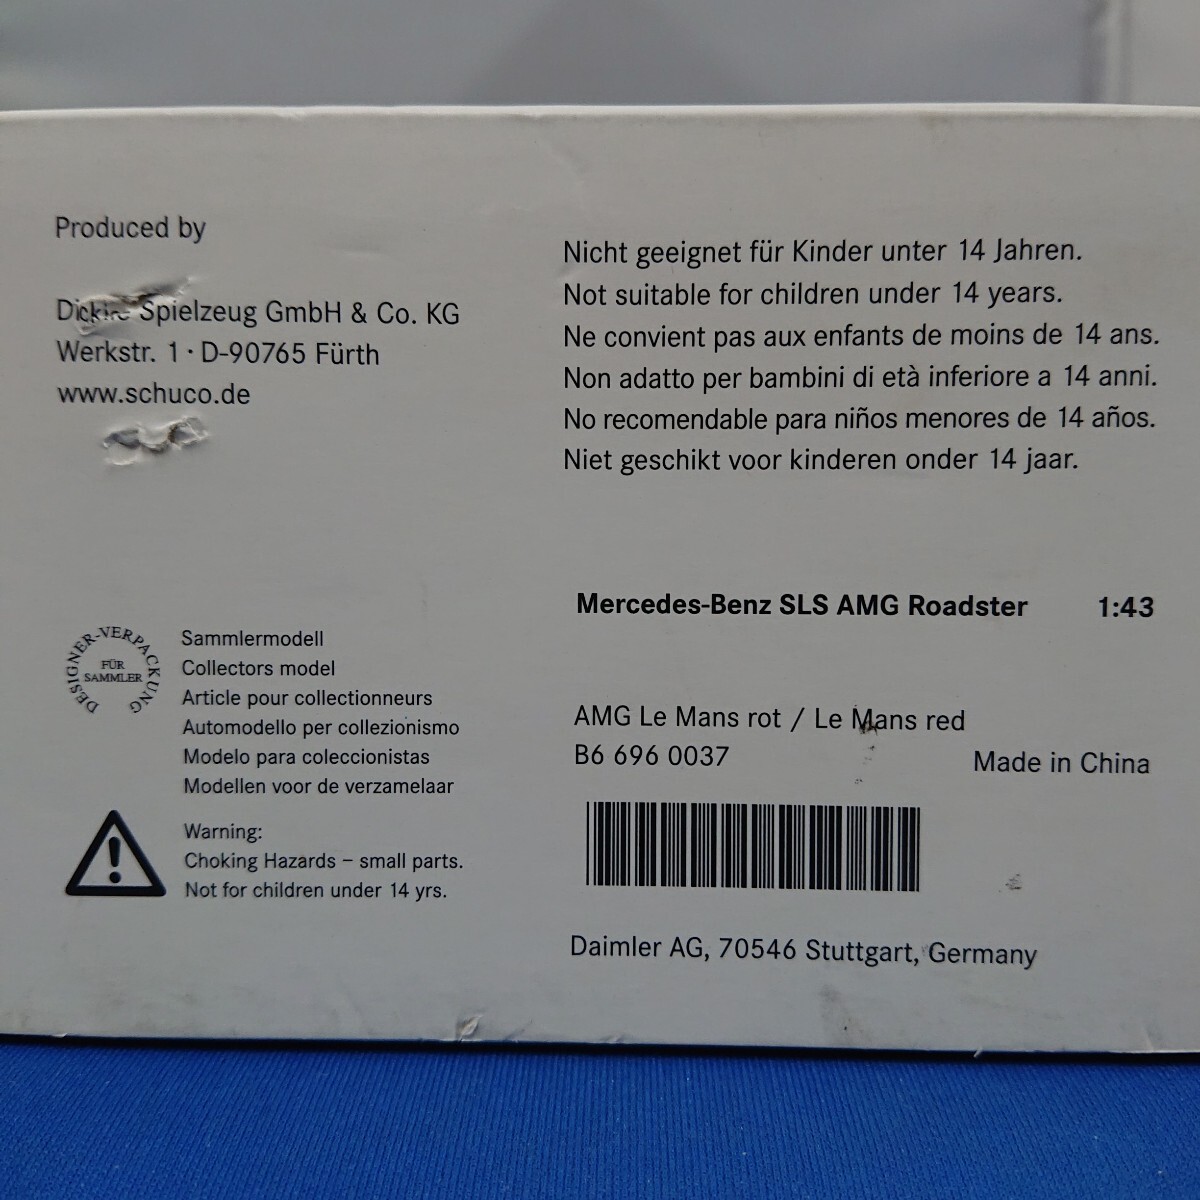 Produced by
Dickie Spielzeug GmbH & Co. KG
Werkstr. 1 · D-90765 Fürth
www.schuco.de
Nicht geeignet für Kinder unter 14 Jahren.
Not suitable for children under 14 years.
Ne convient pas aux enfants de moins de 14 ans.
Non adatto per bambini di età inferiore a 14 anni.
No recomendable para niños menores de 14 años.
Niet geschikt voor kinderen onder 14 jaar.
Mercedes-Benz SLS AMG Roadster 1:43
DESIGNER-VERPACKUNG
FÜR
SAMMLER
Sammlermodell
Collectors model
Article pour collectionneurs
Automodello per collezionismo
Modelo para coleccionistas
Modellen voor de verzamelaar
Warning:
Choking Hazards – small parts.
Not for children under 14 yrs.
AMG Le Mans rot / Le Mans red
B6 696 0037
Made in China
Daimler AG, 70546 Stuttgart, Germany